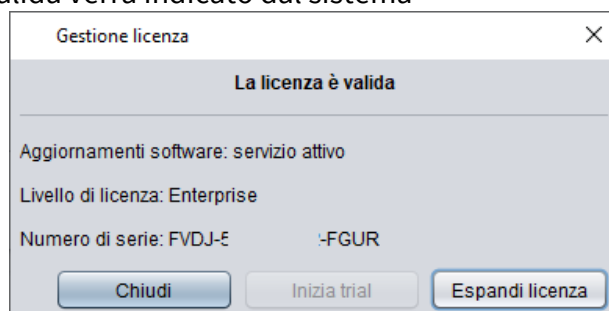 alida verrà indicato dal sistema
Gestione licenza
La licenza è valida
Aggiornamenti software: servizio attivo
Livello di licenza: Enterprise
Numero di serie: FVDJ-5 -FGUR
Chiudi Inizia trial Espandi licenza